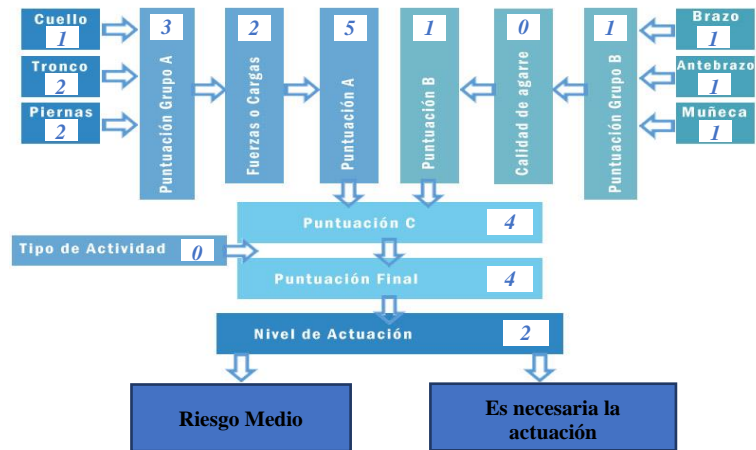 Cuello
1
Tronco
2
Piernas
2
3
Puntuación Grupo A
2
Fuerzas o Cargas
5
Puntuación A
1
Puntuación B
0
Calidad de agarre
1
Puntuación Grupo B
Brazo
1
Antebrazo
1
Muñeca
1
Puntuación C
4
Tipo de Actividad
0
Puntuación Final
4
Nivel de Actuación
2
Riesgo Medio
Es necesaria la
actuación